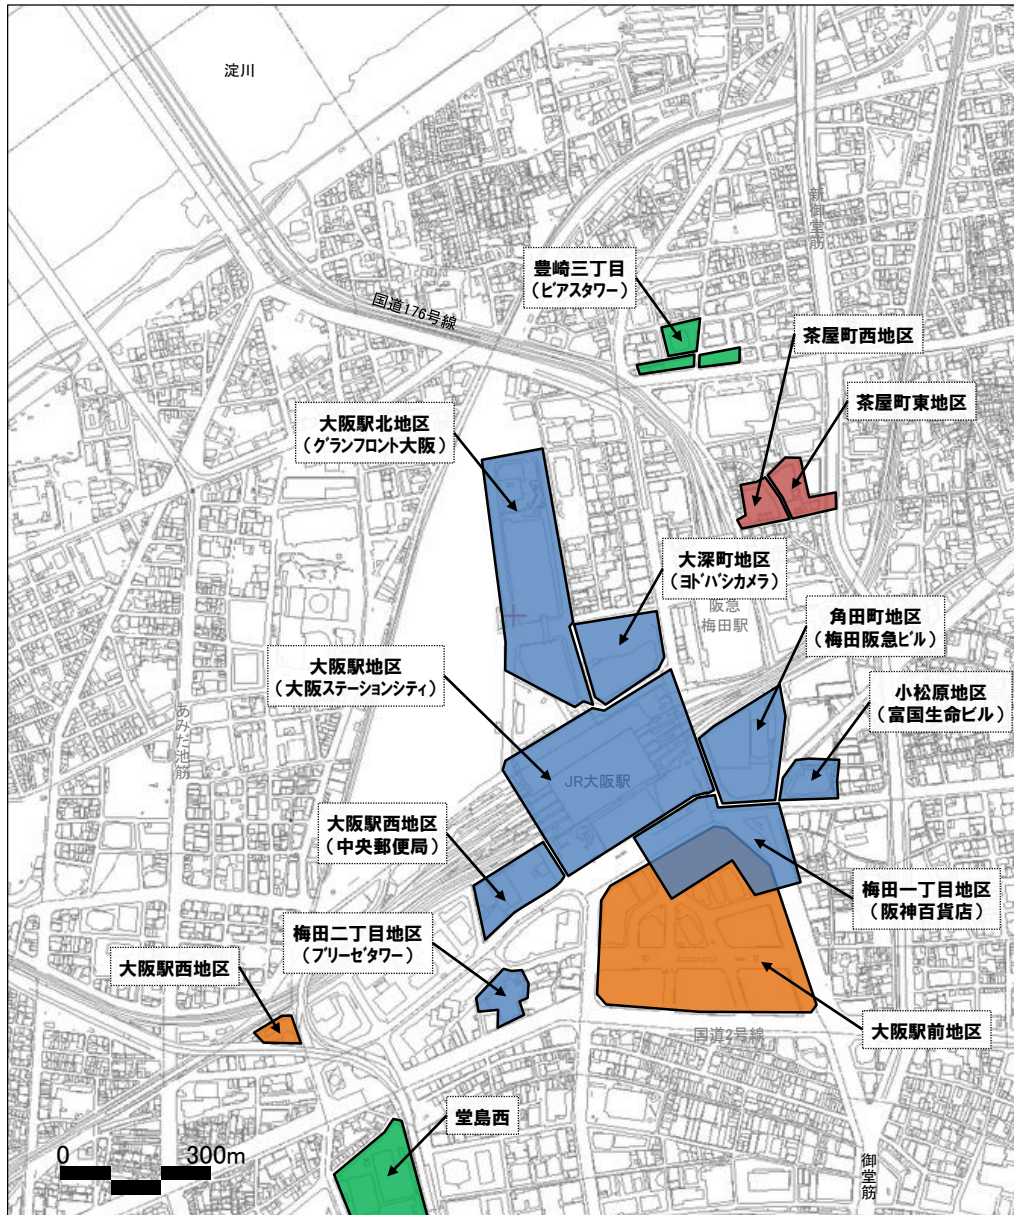 淀川
新御堂筋
豊崎三丁目
(ピアスタワー)
国道176号線
茶屋町西地区
茶屋町東地区
大阪駅北地区
(グランフロント大阪)
大深町地区
(ヨドバシカメラ)
阪急
梅田駅
角田町地区
(梅田阪急ビル)
大阪駅地区
(大阪ステーションシティ)
小松原地区
(富国生命ビル)
あみだ池筋
JR大阪駅
大阪駅西地区
(中央郵便局)
梅田一丁目地区
(阪神百貨店)
梅田二丁目地区
(ブリーゼタワー)
大阪駅西地区
大阪駅前地区
国道2号線
堂島西
0 300m
御堂筋